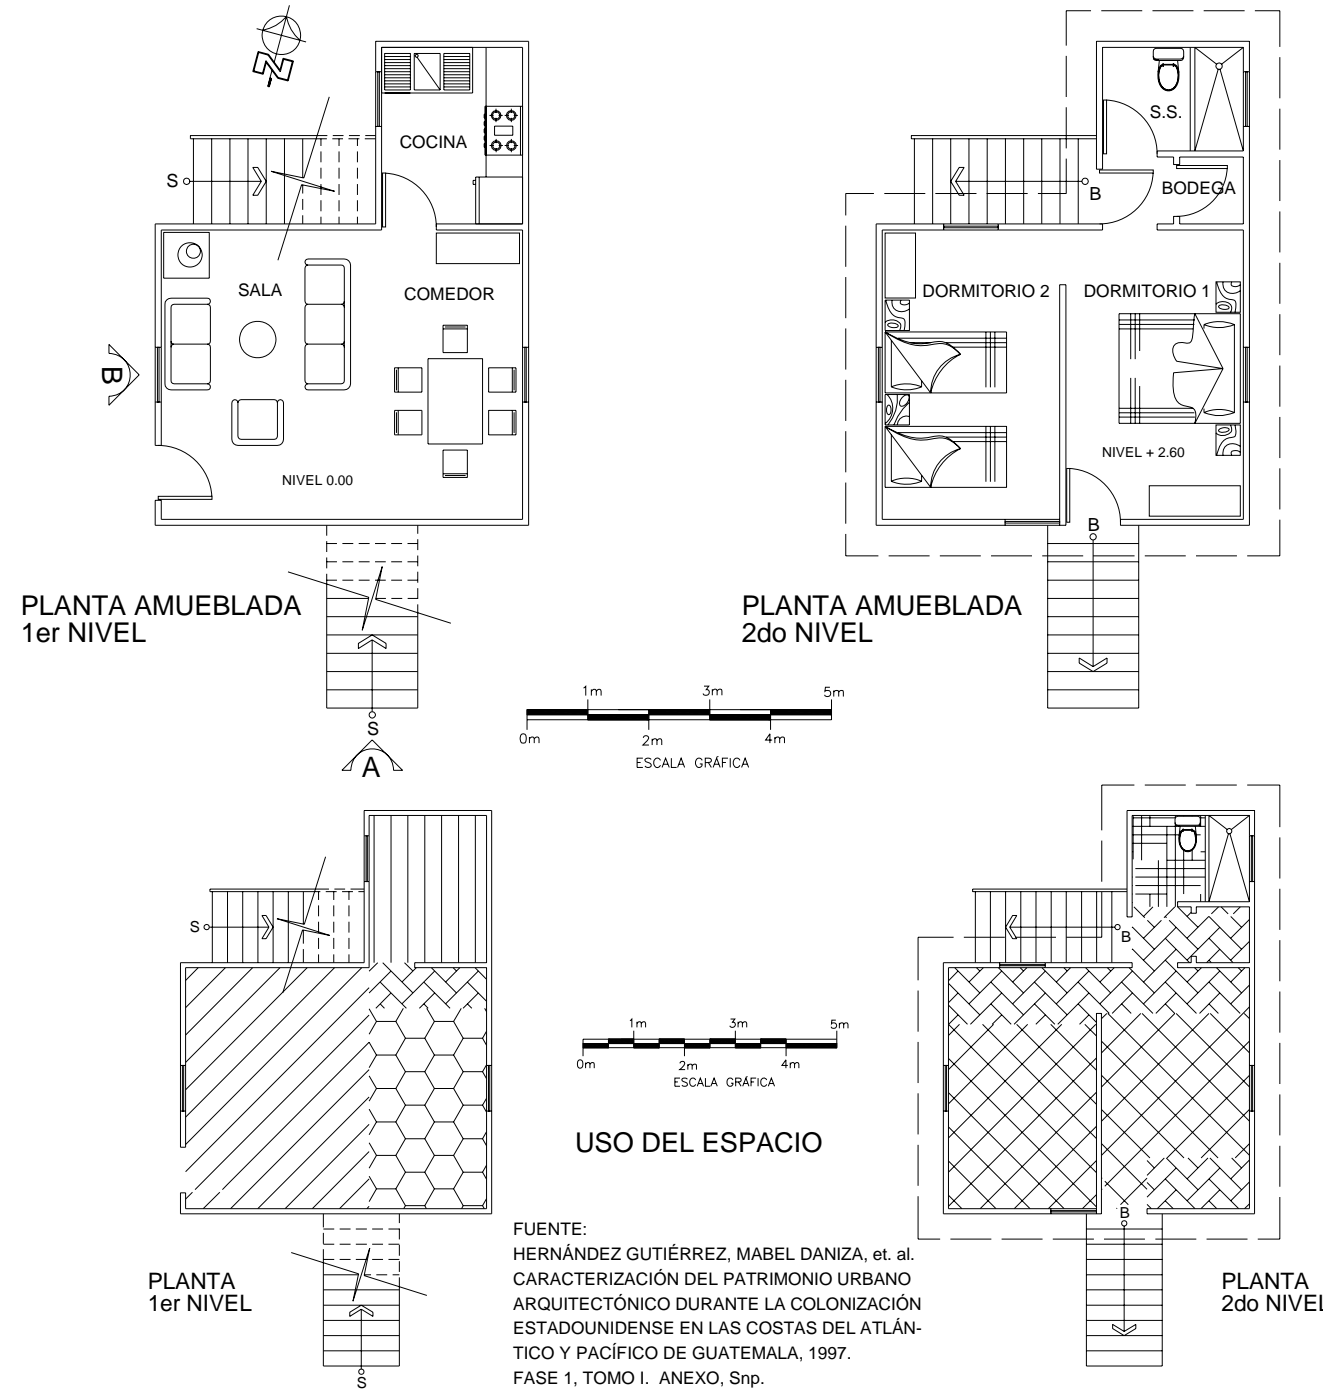 N
COCINA
S
SALA
COMEDOR
B
NIVEL 0.00
PLANTA AMUEBLADA
1er NIVEL
S
A
S.S.
B
BODEGA
DORMITORIO 2
DORMITORIO 1
NIVEL + 2.60
B
PLANTA AMUEBLADA
2do NIVEL
1m 3m 5m
0m 2m 4m
ESCALA GRÁFICA
S
PLANTA
1er NIVEL
S
1m 3m 5m
0m 2m 4m
ESCALA GRÁFICA
USO DEL ESPACIO
B
B
PLANTA
2do NIVEL
FUENTE:
HERNÁNDEZ GUTIÉRREZ, MABEL DANIZA, et. al.
CARACTERIZACIÓN DEL PATRIMONIO URBANO
ARQUITECTÓNICO DURANTE LA COLONIZACIÓN
ESTADOUNIDENSE EN LAS COSTAS DEL ATLÁN-
TICO Y PACÍFICO DE GUATEMALA, 1997.
FASE 1, TOMO I. ANEXO, Snp.